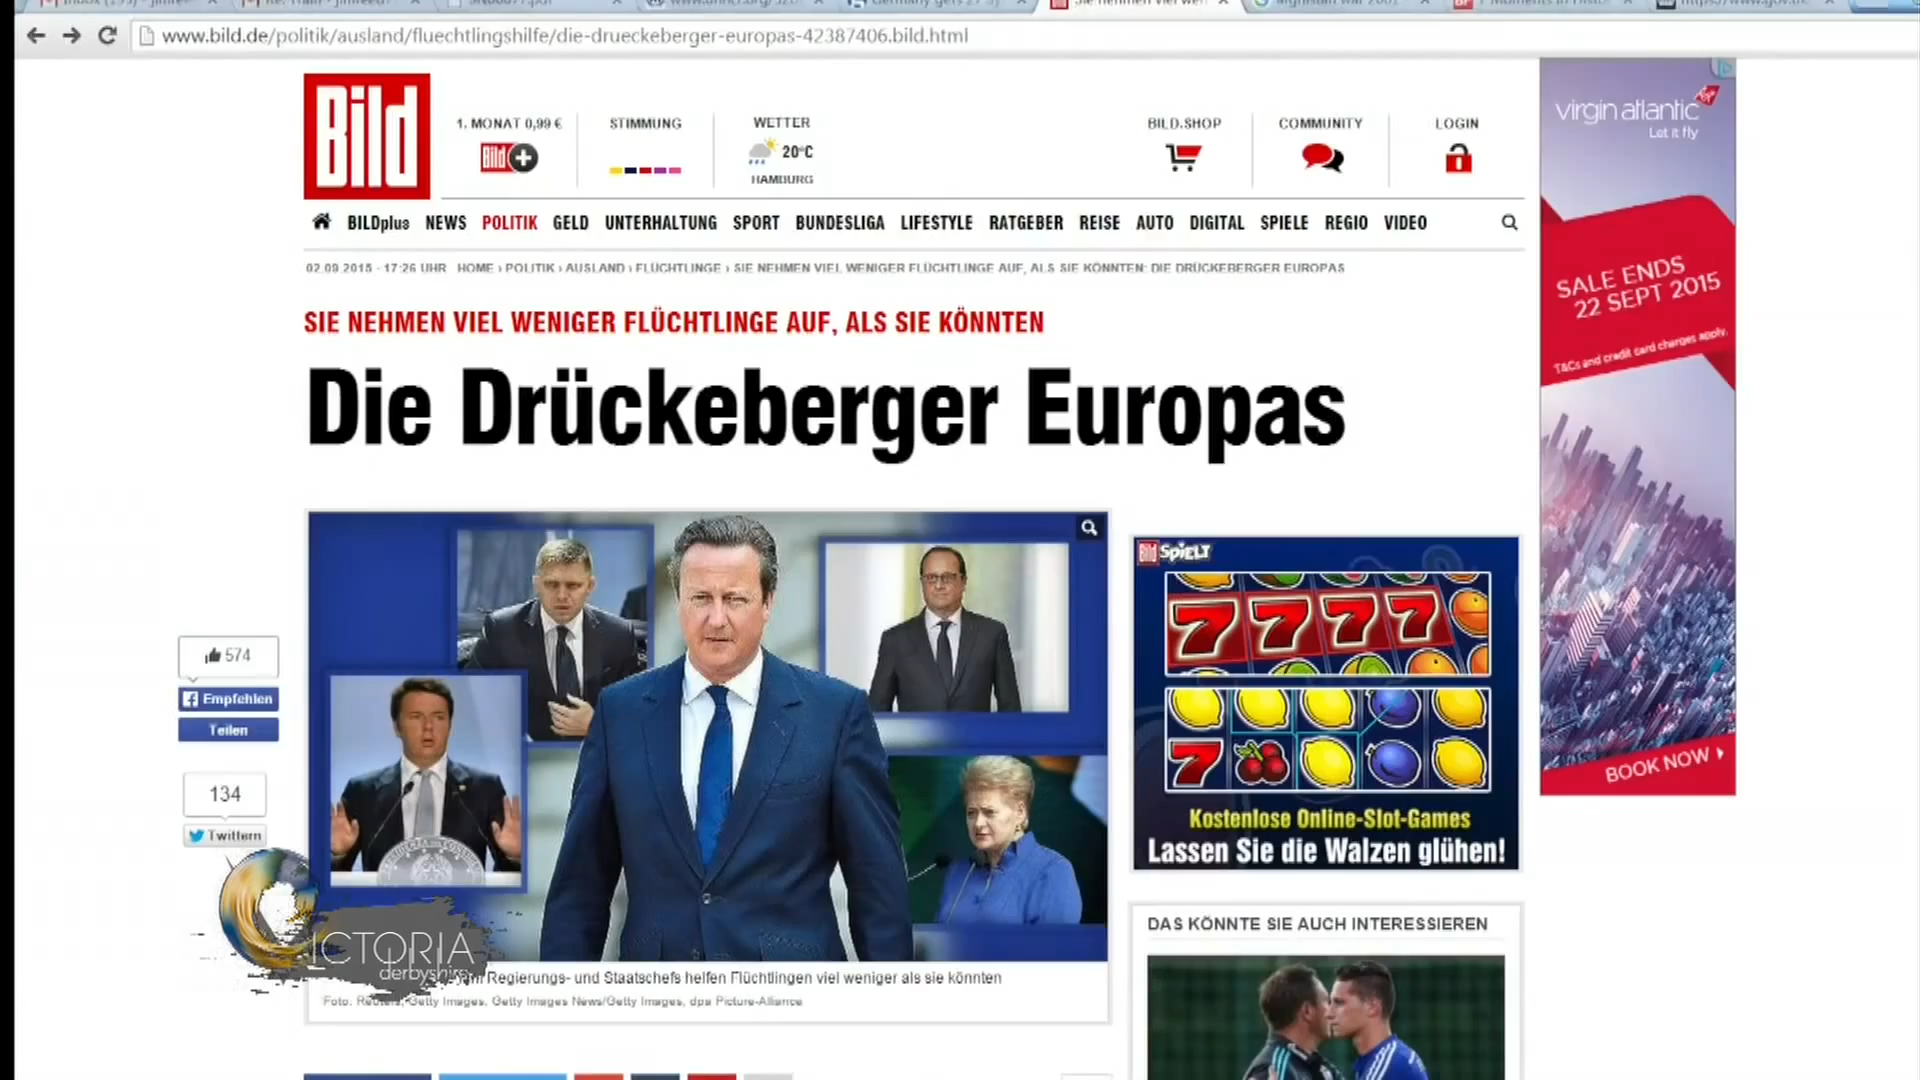 www.bild.de/politik/ausland/fluechtlingshilfe/die-drueckeberger-europas-42387406.bild.html
Bild
1. MONAT 0,99 €
Bild+
STIMMUNG
WETTER
20°C
HAMBURG
BILD.SHOP
COMMUNITY
LOGIN
BILDplus NEWS POLITIK GELD UNTERHALTUNG SPORT BUNDESLIGA LIFESTYLE RATGEBER REISE AUTO DIGITAL SPIELE REGIO VIDEO
02.09.2015 - 17:26 UHR HOME › POLITIK › AUSLAND › FLÜCHTLINGE › SIE NEHMEN VIEL WENIGER FLÜCHTLINGE AUF, ALS SIE KÖNNTEN: DIE DRÜCKEBERGER EUROPAS
SIE NEHMEN VIEL WENIGER FLÜCHTLINGE AUF, ALS SIE KÖNNTEN
Die Drückeberger Europas
574
Empfehlen
Teilen
134
Twittern
ICTORIA
derbyshire
Regierungs- und Staatschefs helfen Flüchtlingen viel weniger als sie könnten
Foto: Reuters, Getty Images, Getty Images News/Getty Images, dpa Picture-Alliance
Bild SPiELT
7 7 7 7
7
Kostenlose Online-Slot-Games
Lassen Sie die Walzen glühen!
DAS KÖNNTE SIE AUCH INTERESSIEREN
virgin atlantic
Let it fly
SALE ENDS
22 SEPT 2015
T&Cs and credit card charges apply.
BOOK NOW